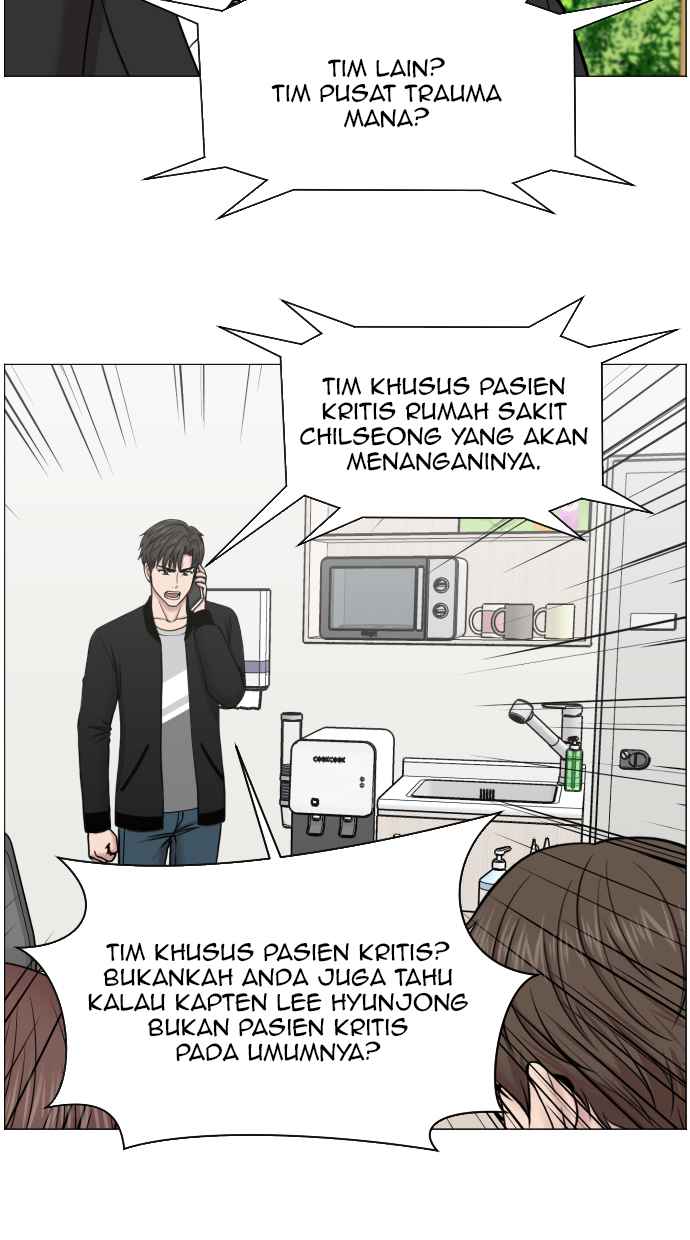 TIM LAIN?
TIM PUSAT TRAUMA
MANA?
TIM KHUSUS PASIEN
KRITIS RUMAH SAKIT
CHILSEONG YANG AKAN
MENANGANINYA.
COOKCOOK
TIM KHUSUS PASIEN KRITIS?
BUKANKAH ANDA JUGA TAHU
KALAU KAPTEN LEE HYUNJONG
BUKAN PASIEN KRITIS
PADA UMUMNYA?